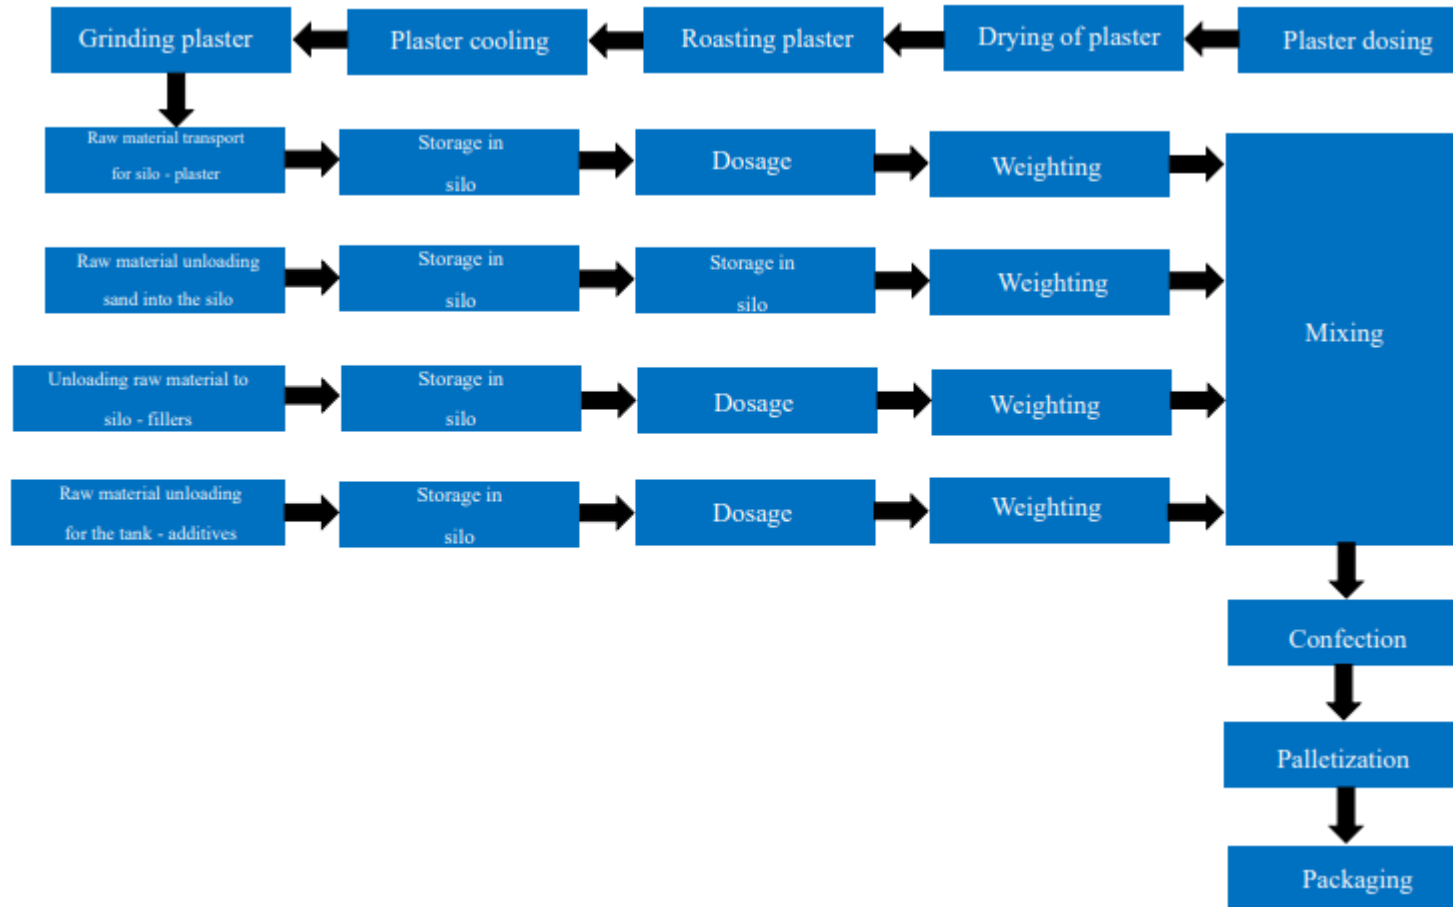 Grinding plaster
Plaster cooling
Roasting plaster
Drying of plaster
Plaster dosing
Raw material transport
for silo - plaster
Storage in
silo
Dosage
Weighting
Raw material unloading
sand into the silo
Storage in
silo
Storage in
silo
Weighting
Mixing
Unloading raw material to
silo - fillers
Storage in
silo
Dosage
Weighting
Raw material unloading
for the tank - additives
Storage in
silo
Dosage
Weighting
Confection
Palletization
Packaging